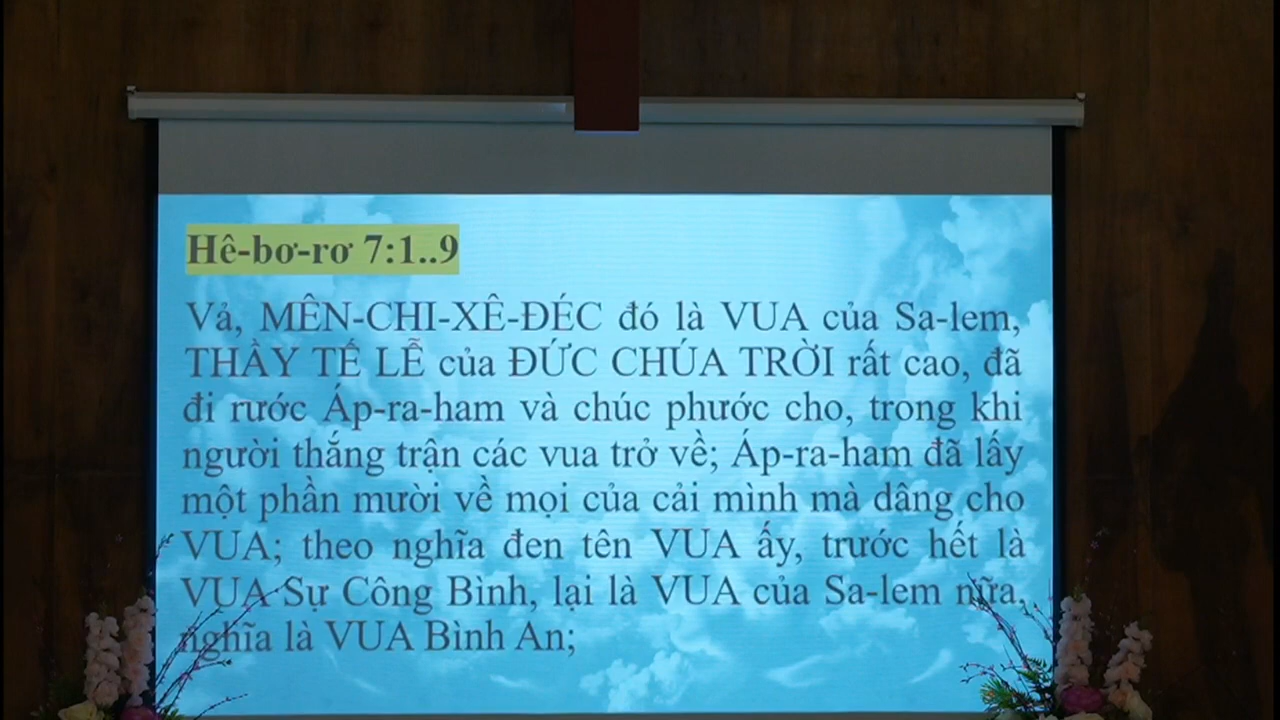 Hê-bơ-rơ 7:1..9
Vả, MÊN-CHI-XÊ-ĐÉC đó là VUA của Sa-lem,
THẦY TẾ LỄ của ĐỨC CHÚA TRỜI rất cao, đã
đi rước Áp-ra-ham và chúc phước cho, trong khi
người thắng trận các vua trở về; Áp-ra-ham đã lấy
một phần mười về mọi của cải mình mà dâng cho
VUA; theo nghĩa đen tên VUA ấy, trước hết là
VUA Sự Công Bình, lại là VUA của Sa-lem nữa,
nghĩa là VUA Bình An;